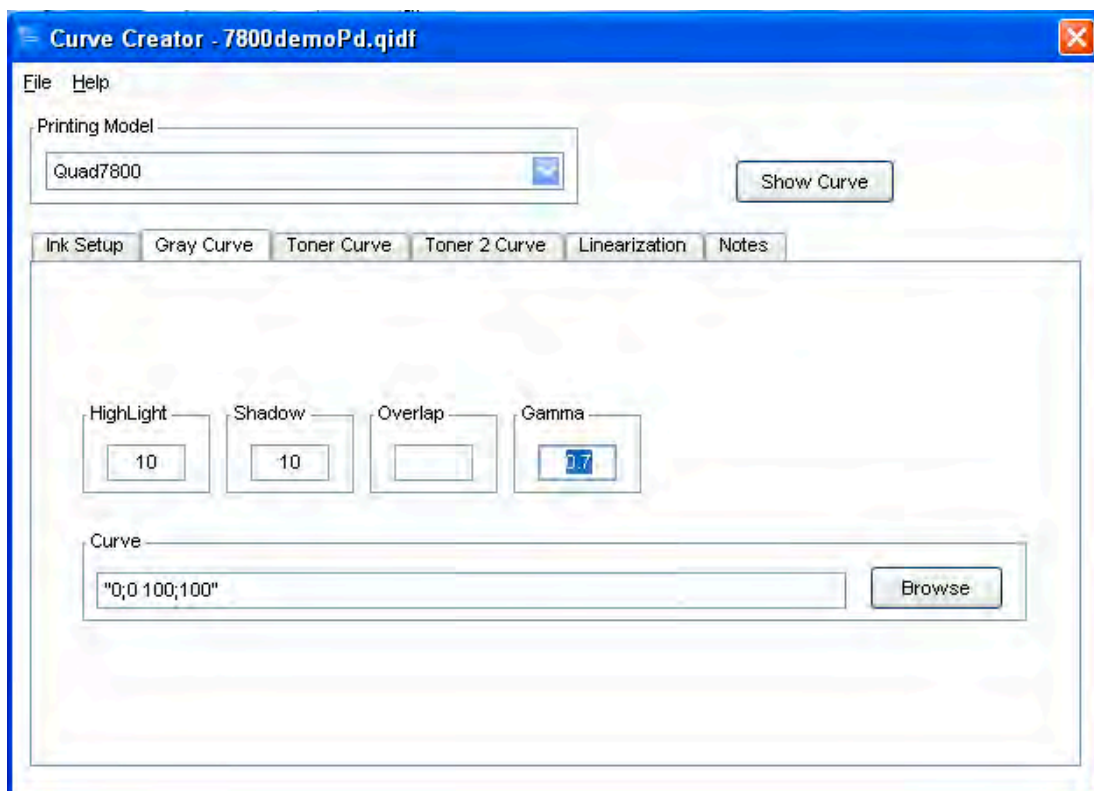 Curve Creator - 7800demoPd.qidf
File Help
Printing Model
Quad7800
Show Curve
Ink Setup Gray Curve Toner Curve Toner 2 Curve Linearization Notes
HighLight Shadow Overlap Gamma
10 10 0.7
Curve
"0;0 100;100"
Browse